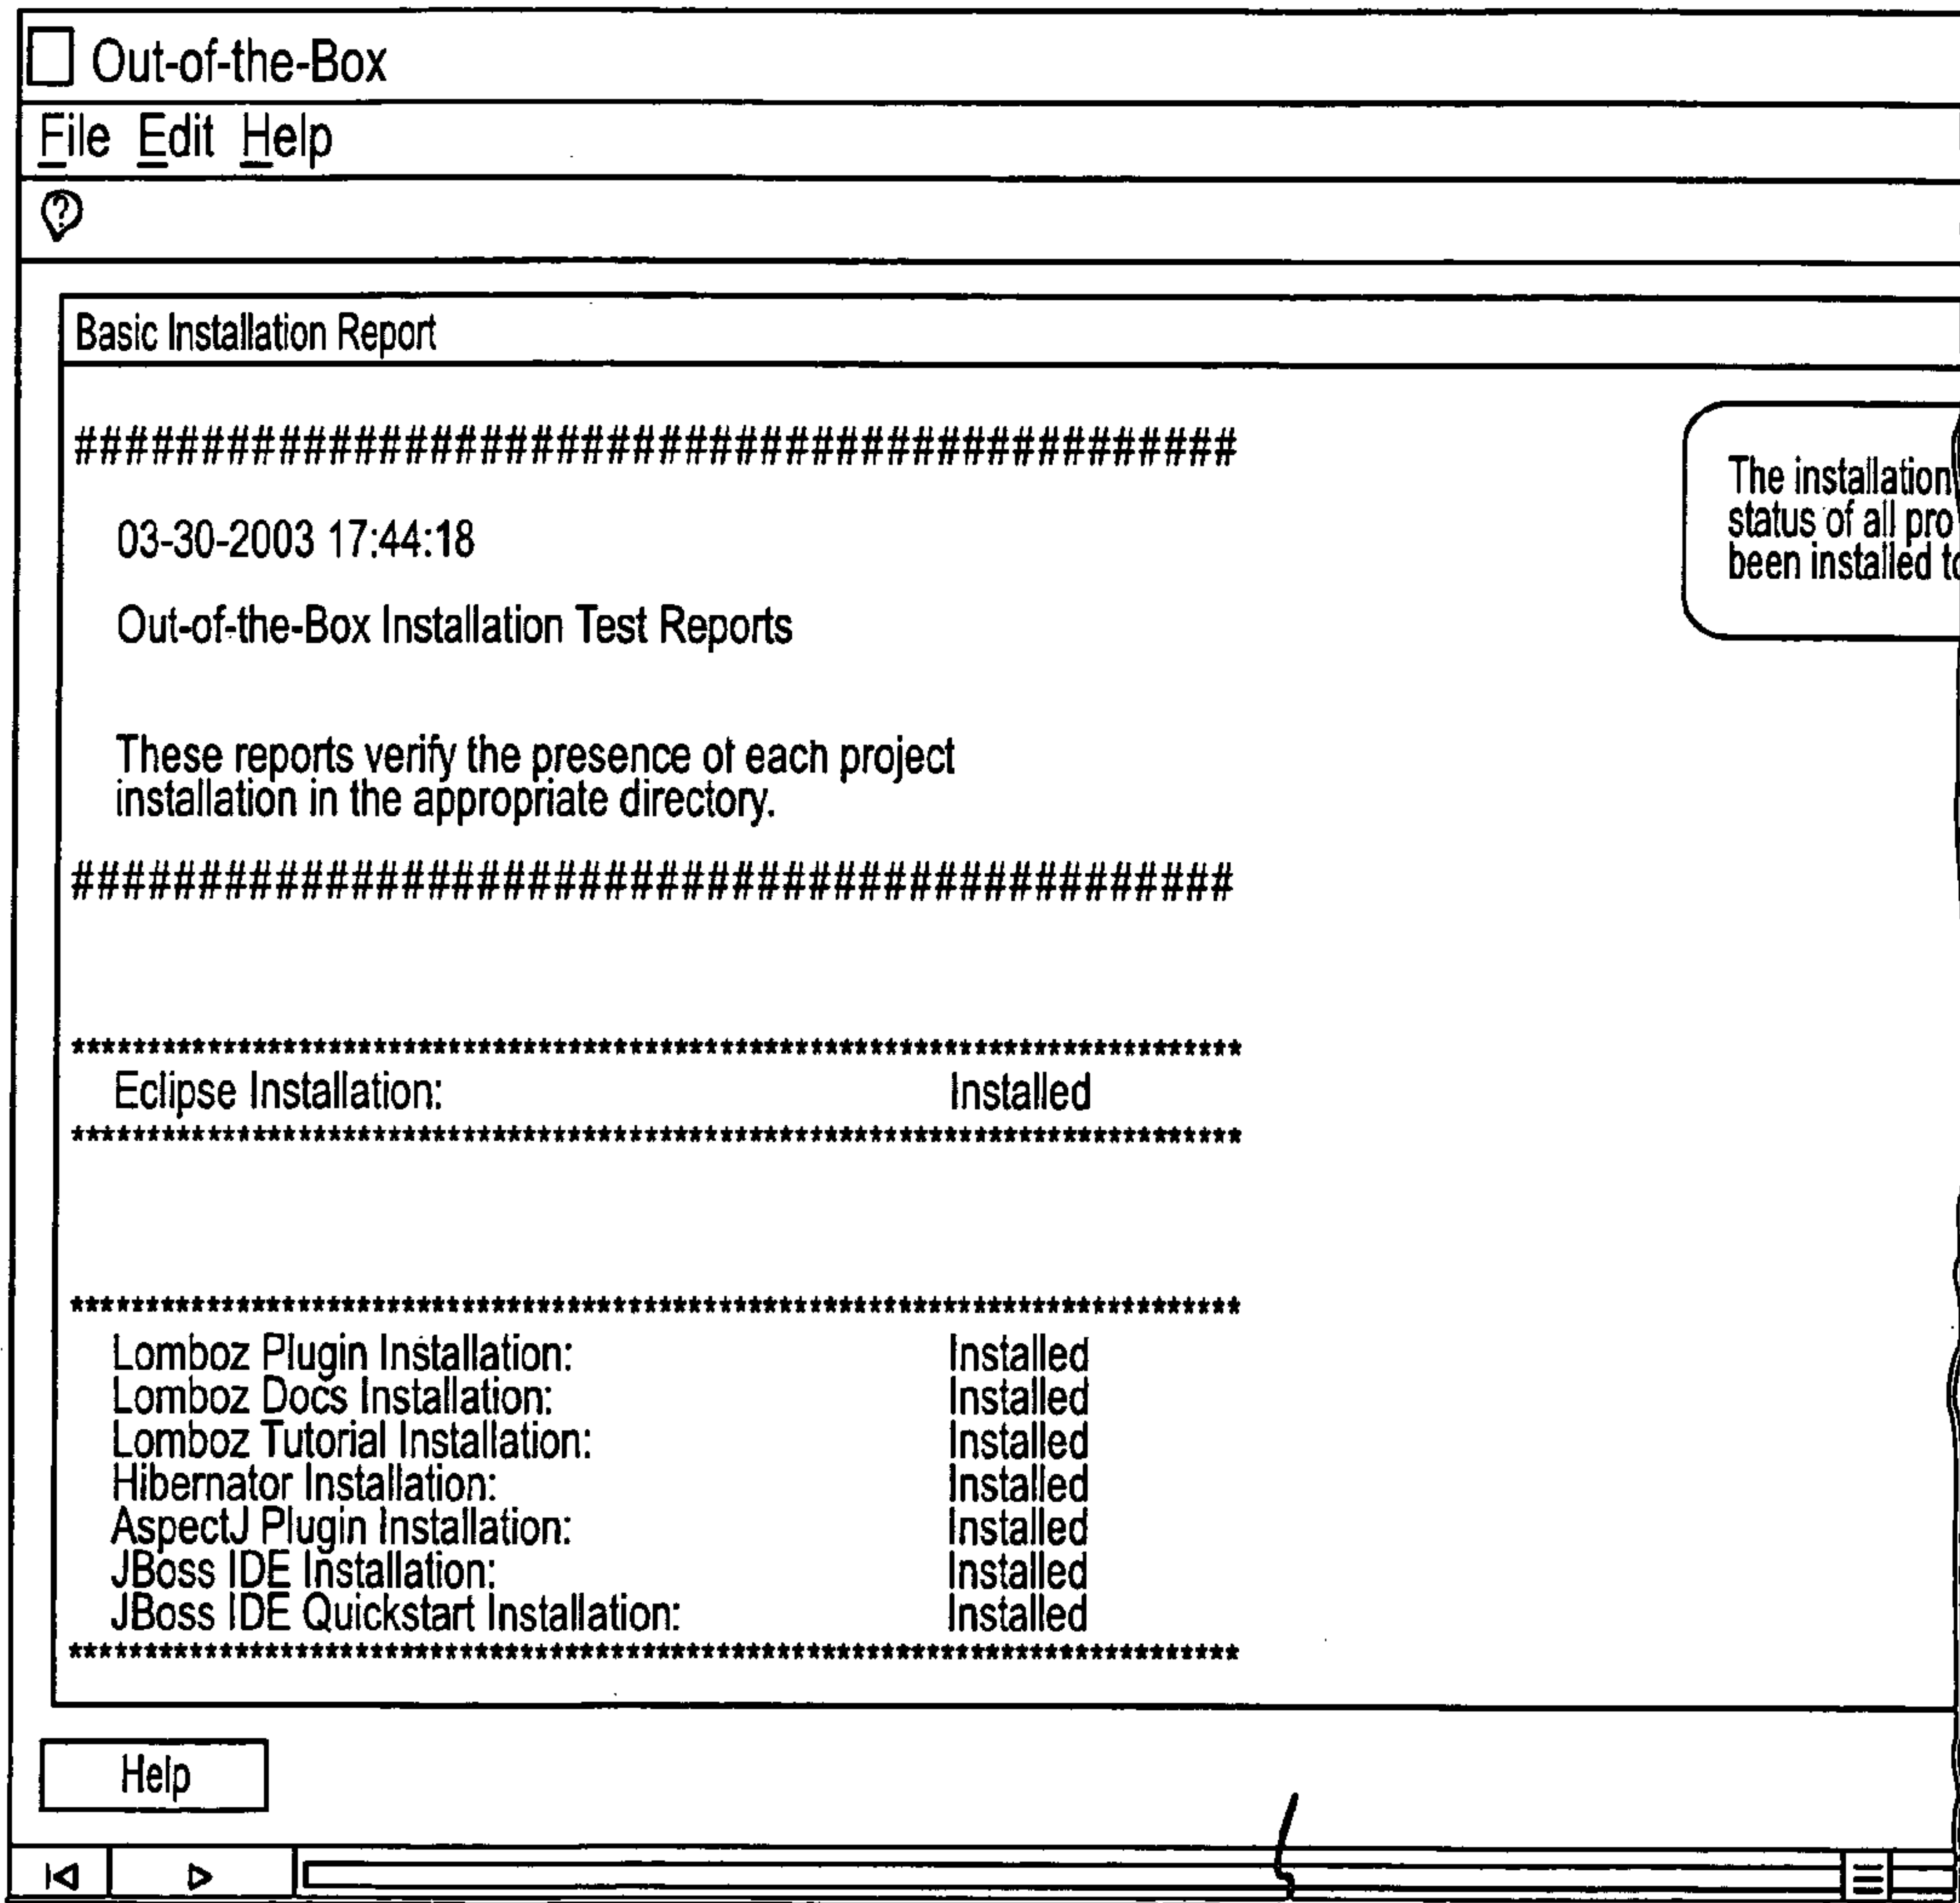 Out-of-the-Box
File Edit Help
Basic Installation Report
##############################################
03-30-2003 17:44:18
Out-of-the-Box Installation Test Reports
These reports verify the presence of each project
installation in the appropriate directory.
##############################################
******************************************************************************
Eclipse Installation: Installed
******************************************************************************
******************************************************************************
Lomboz Plugin Installation: Installed
Lomboz Docs Installation: Installed
Lomboz Tutorial Installation: Installed
Hibernator Installation: Installed
AspectJ Plugin Installation: Installed
JBoss IDE Installation: Installed
JBoss IDE Quickstart Installation: Installed
******************************************************************************
The installation
status of all pro
been installed
Help